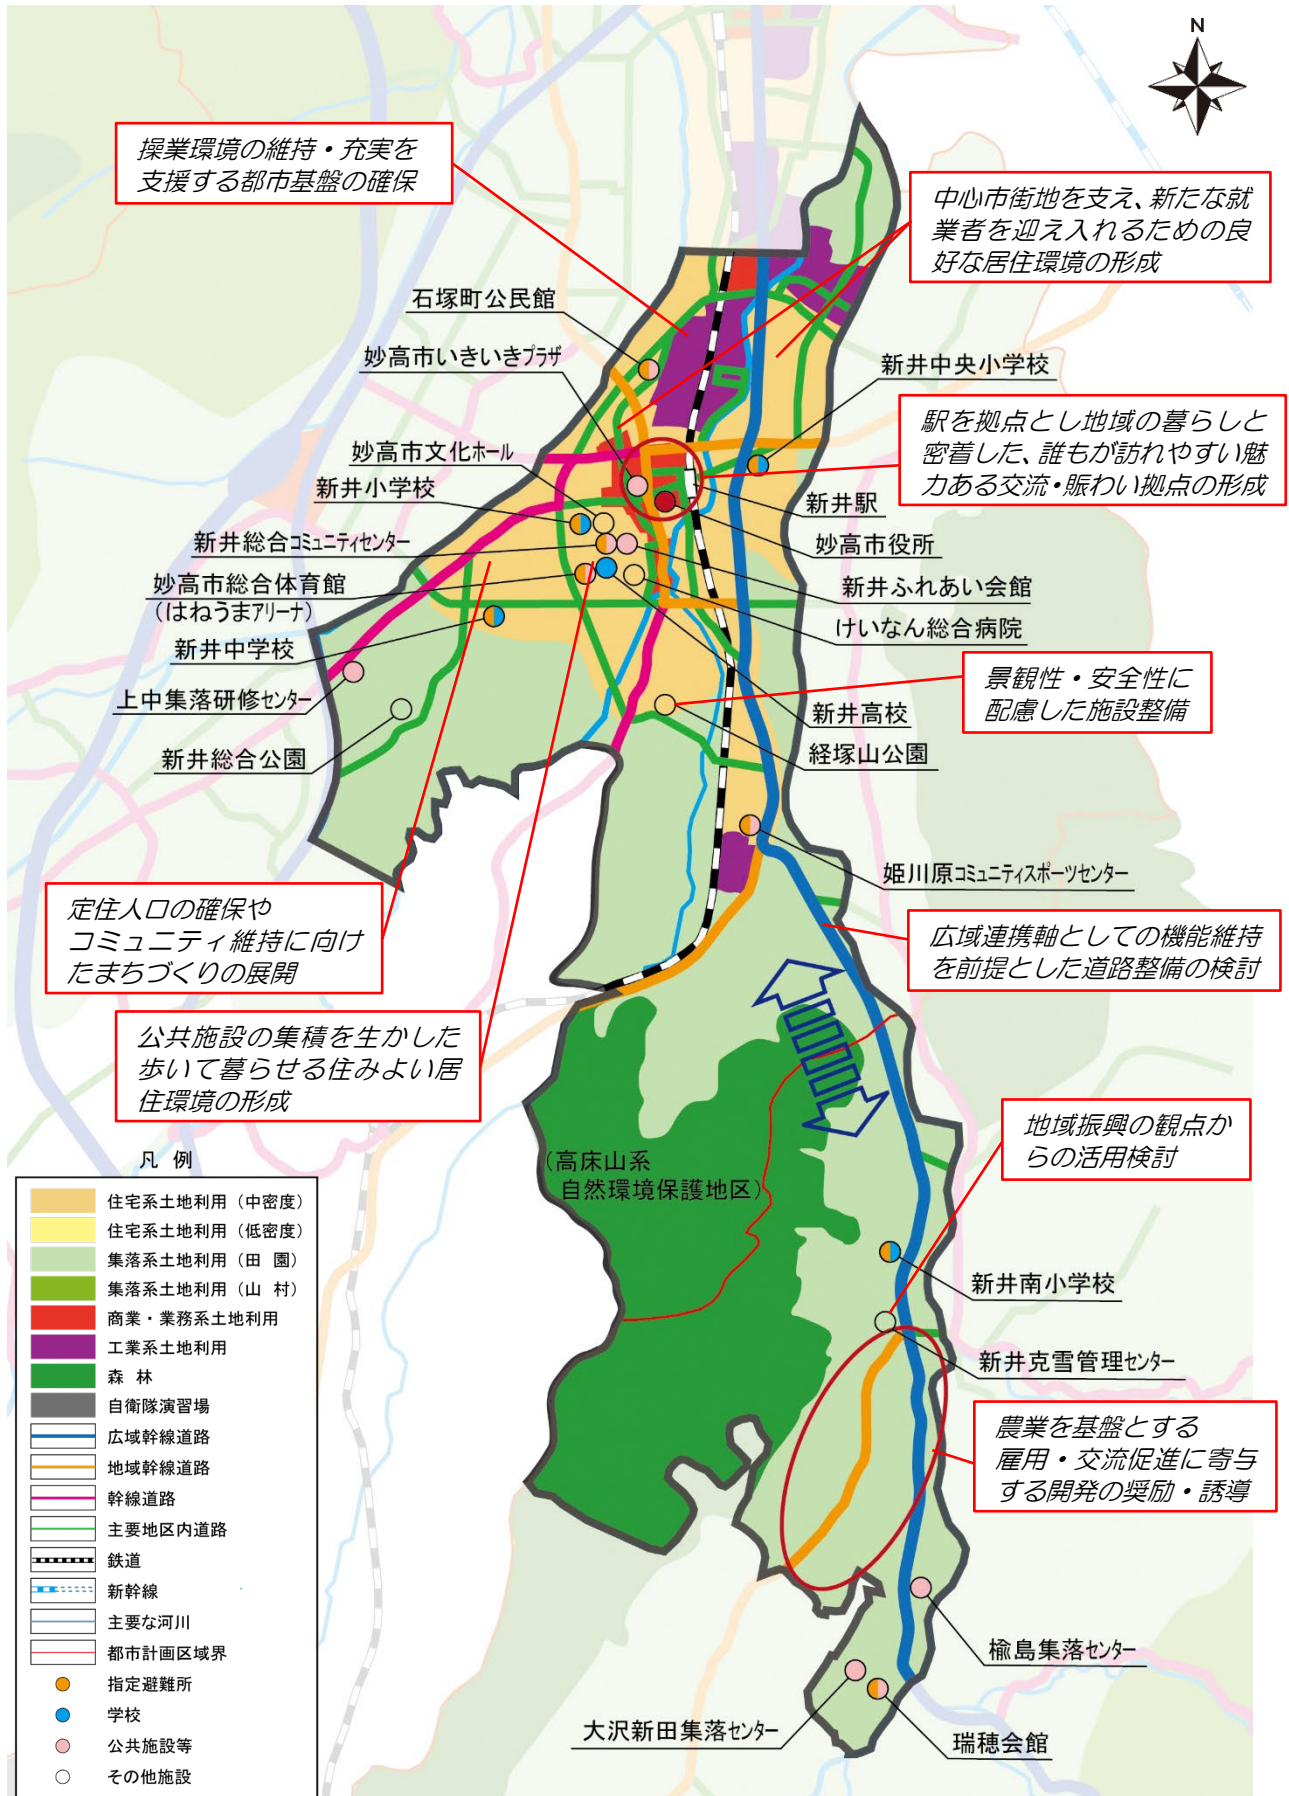 N
操業環境の維持・充実を
支援する都市基盤の確保
中心市街地を支え、新たな就
業者を迎え入れるための良
好な居住環境の形成
石塚町公民館
妙高市いきいきプラザ
新井中央小学校
駅を拠点とし地域の暮らしと
密着した、誰もが訪れやすい魅
力ある交流・賑わい拠点の形成
妙高市文化ホール
新井小学校
新井駅
新井総合コミュニティセンター
妙高市役所
妙高市総合体育館
(はねうまアリーナ)
新井ふれあい会館
けいなん総合病院
新井中学校
上中集落研修センター
景観性・安全性に
配慮した施設整備
新井高校
新井総合公園
経塚山公園
姫川原コミュニティスポーツセンター
定住人口の確保や
コミュニティ維持に向け
たまちづくりの展開
広域連携軸としての機能維持
を前提とした道路整備の検討
公共施設の集積を生かした
歩いて暮らせる住みよい居
住環境の形成
地域振興の観点か
らの活用検討
(高床山系
自然環境保護地区)
新井南小学校
新井克雪管理センター
農業を基盤とする
雇用・交流促進に寄与
する開発の奨励・誘導
楡島集落センター
大沢新田集落センター
瑞穂会館
凡 例
住宅系土地利用(中密度)
住宅系土地利用(低密度)
集落系土地利用(田 園)
集落系土地利用(山 村)
商業・業務系土地利用
工業系土地利用
森 林
自衛隊演習場
広域幹線道路
地域幹線道路
幹線道路
主要地区内道路
鉄道
新幹線
主要な河川
都市計画区域界
指定避難所
学校
公共施設等
その他施設